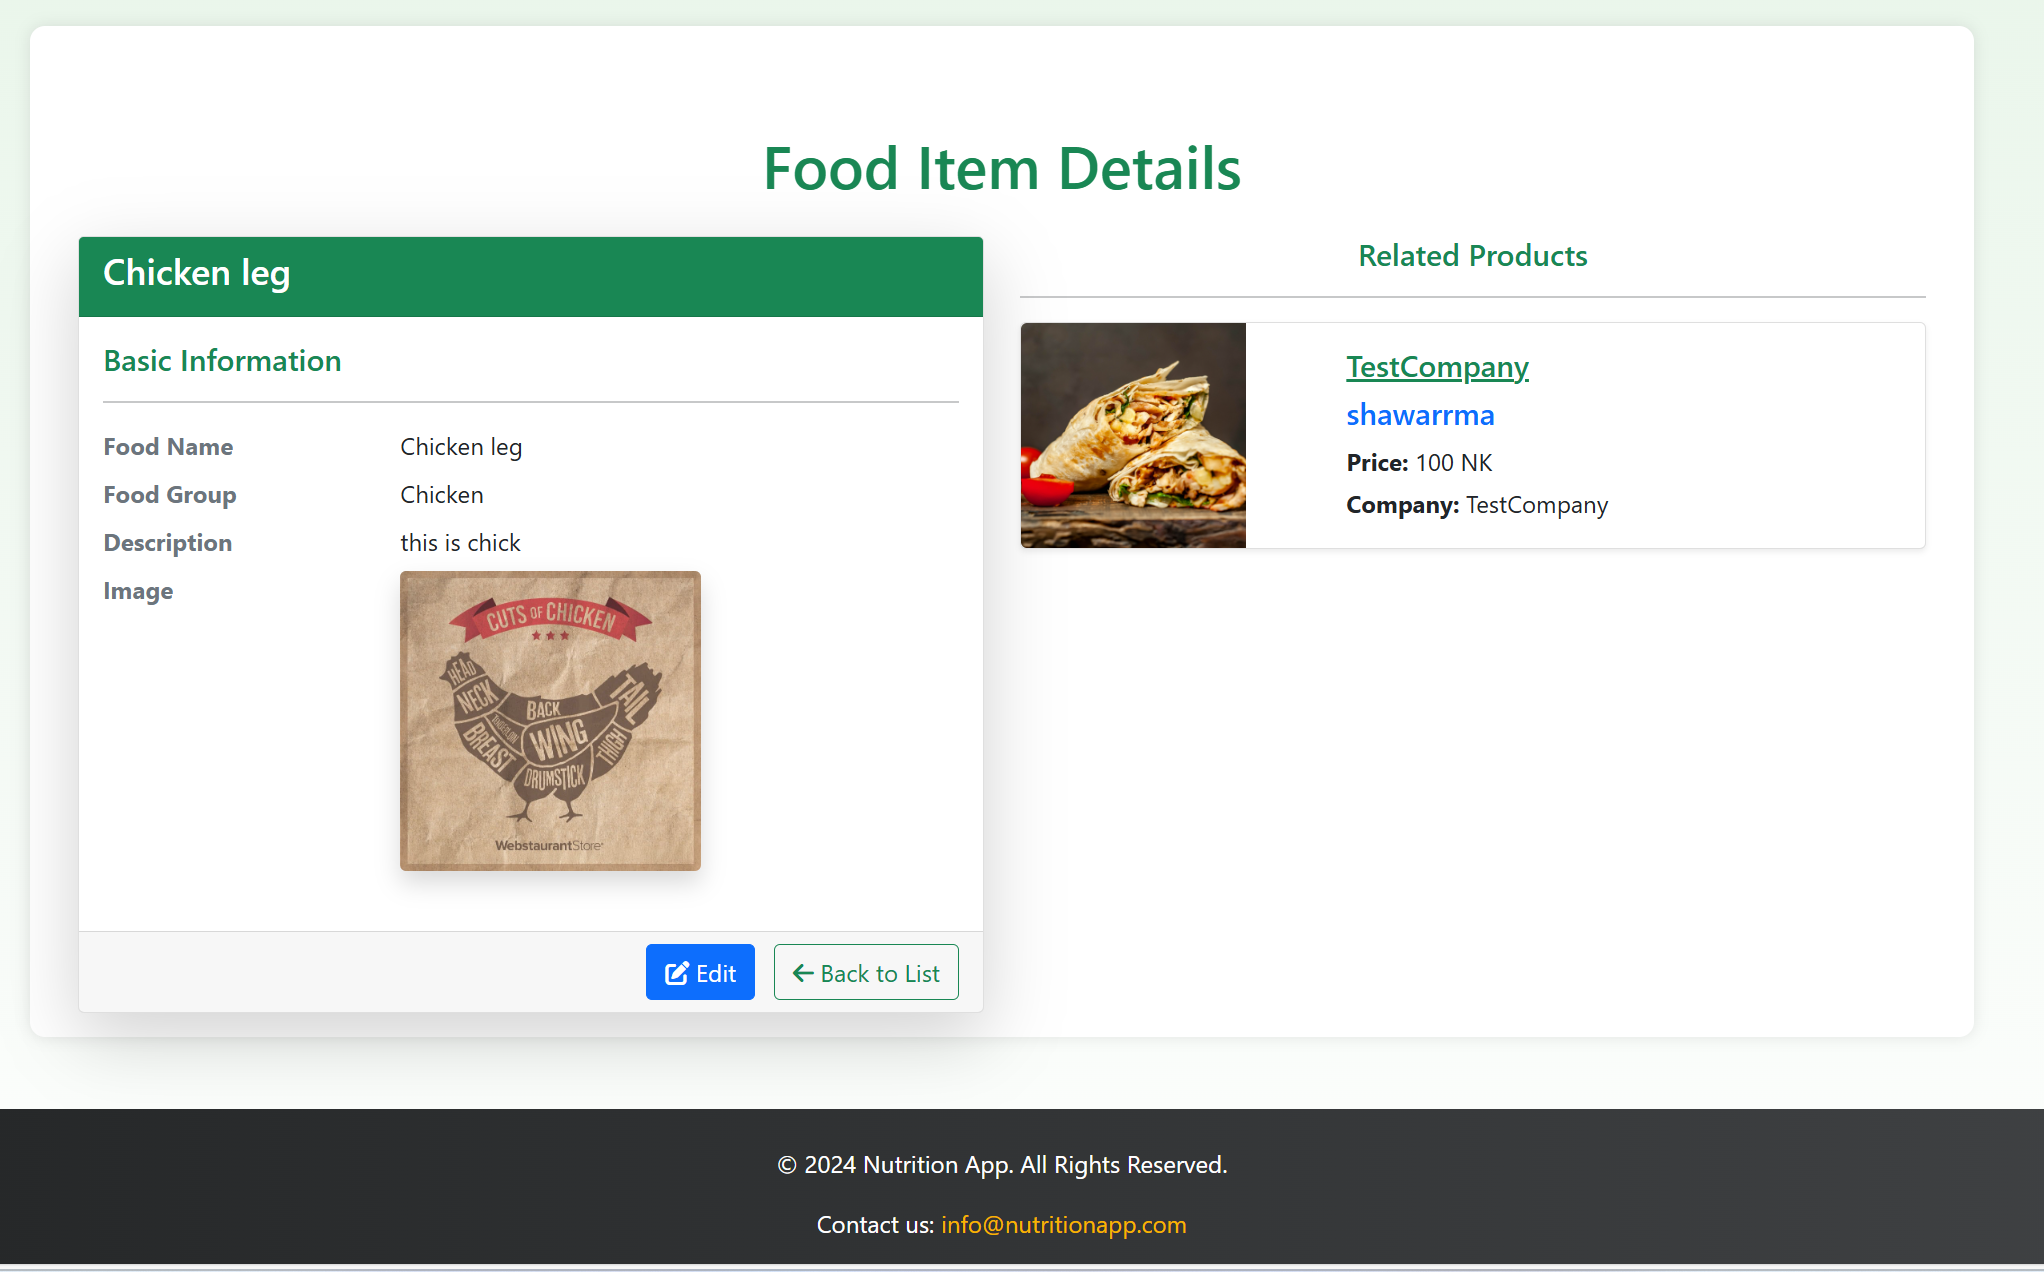 Food Item Details
Chicken leg
Basic Information
Food Name Chicken leg
Food Group Chicken
Description this is chick
Image
CUTS OF CHICKEN
HEAD
NECK
BACK
TAIL
TENDERLOIN
BREAST
WING
THIGH
DRUMSTICK
WebstaurantStore
Edit
Back to List
Related Products
TestCompany
shawarrma
Price: 100 NK
Company: TestCompany
© 2024 Nutrition App. All Rights Reserved.
Contact us: info@nutritionapp.com